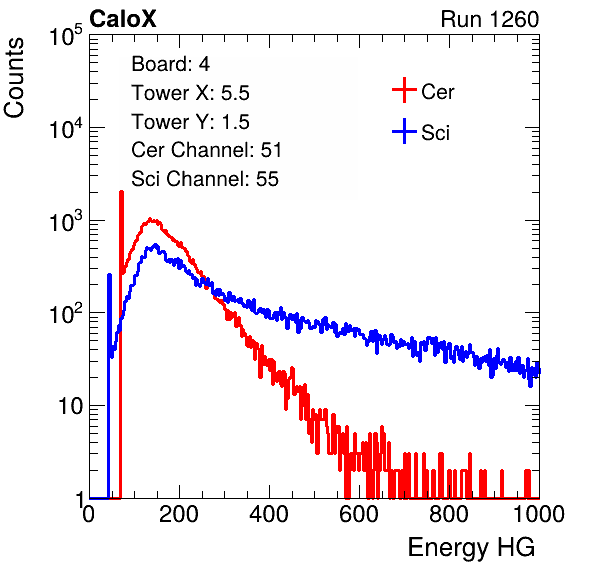 CaloX Run 1260
Counts
10^5
10^4
10^3
10^2
10
1
Board: 4
Tower X: 5.5
Tower Y: 1.5
Cer Channel: 51
Sci Channel: 55
Cer
Sci
0 200 400 600 800 1000
Energy HG